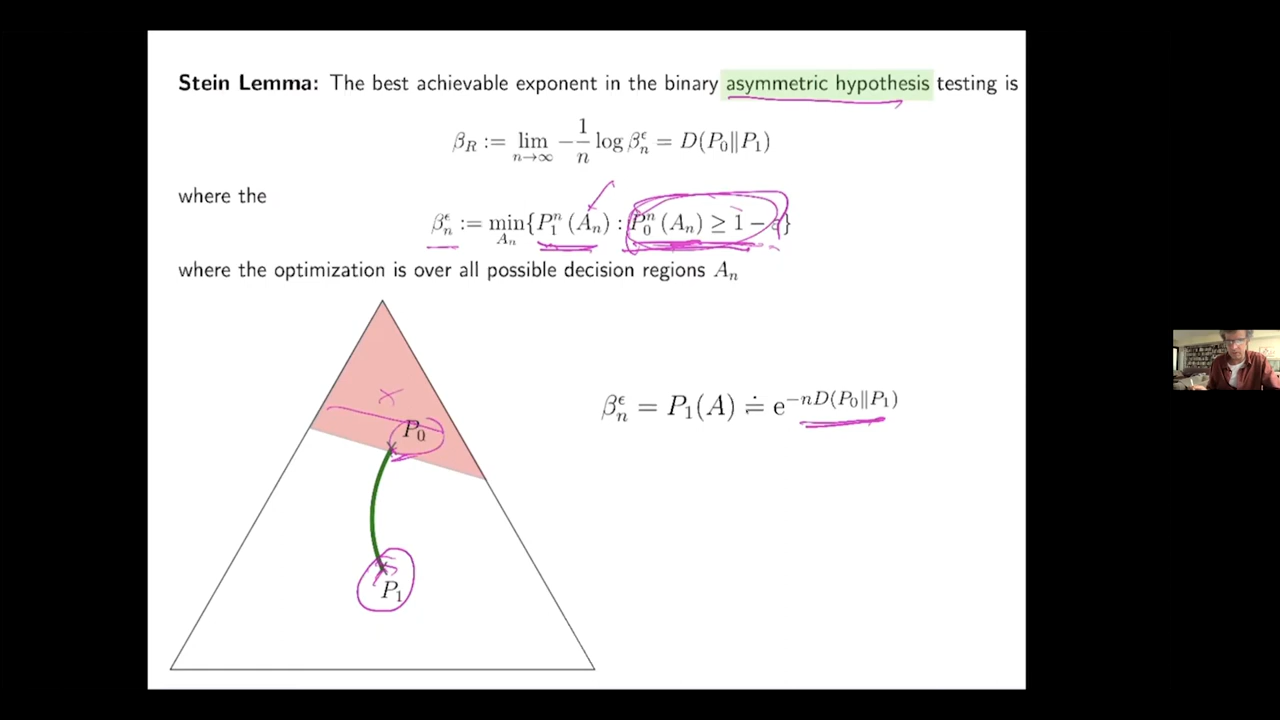 Stein Lemma: The best achievable exponent in the binary asymmetric hypothesis testing is
β_R := lim_{n→∞} −(1/n) log β_n^ϵ = D(P_0‖P_1)
where the
β_n^ϵ := min_{A_n}{P_1^n (A_n) : P_0^n (A_n) ≥ 1 − ϵ}
where the optimization is over all possible decision regions A_n
P_0
P_1
β_n^ϵ = P_1(A) ≐ e^{−nD(P_0‖P_1)}